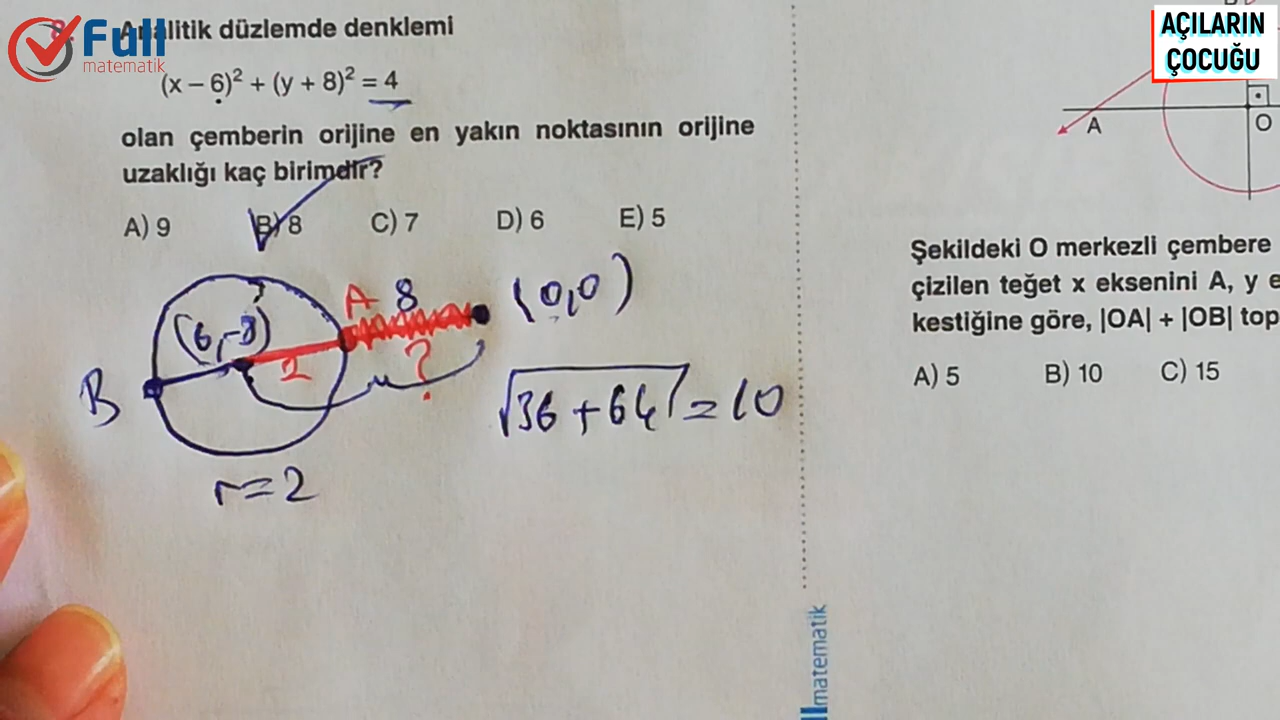 8. Analitik düzlemde denklemi
Full
matematik
(x – 6)² + (y + 8)² = 4
olan çemberin orijine en yakın noktasının orijine
uzaklığı kaç birimdir?
A) 9 B) 8 C) 7 D) 6 E) 5
A 8 (0,0)
(6,-8)
2 ?
B
√36 + 64 = 10
r = 2
AÇILARIN
ÇOCUĞU
A O
Şekildeki O merkezli çembere
çizilen teğet x eksenini A, y e
kestiğine göre, |OA| + |OB| top
A) 5 B) 10 C) 15
matematik